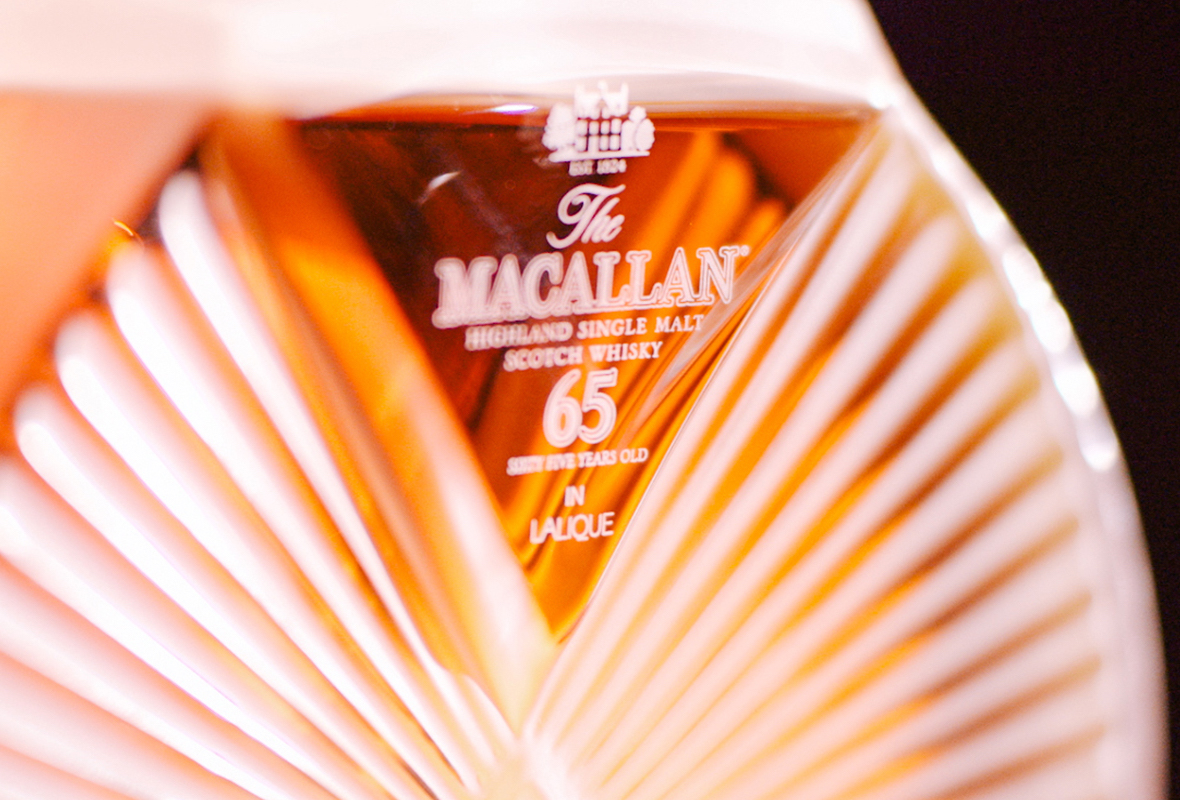 EST 1824
The
MACALLAN®
HIGHLAND SINGLE MALT
SCOTCH WHISKY
65
SIXTY FIVE YEARS OLD
IN
LALIQUE